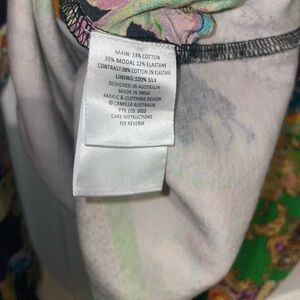 MAIN: 53% COTTON
35% MODAL 12% ELASTANE
CONTRAST:98% COTTON 2% ELASTANE
LINING: 100% SILK
DESIGNED IN AUSTRALIA
MADE IN INDIA
FABRIC & CLOTHING DESIGN
© CAMILLA AUSTRALIA
PTY. LTD. 2022
CARE INSTRUCTIONS
SEE REVERSE